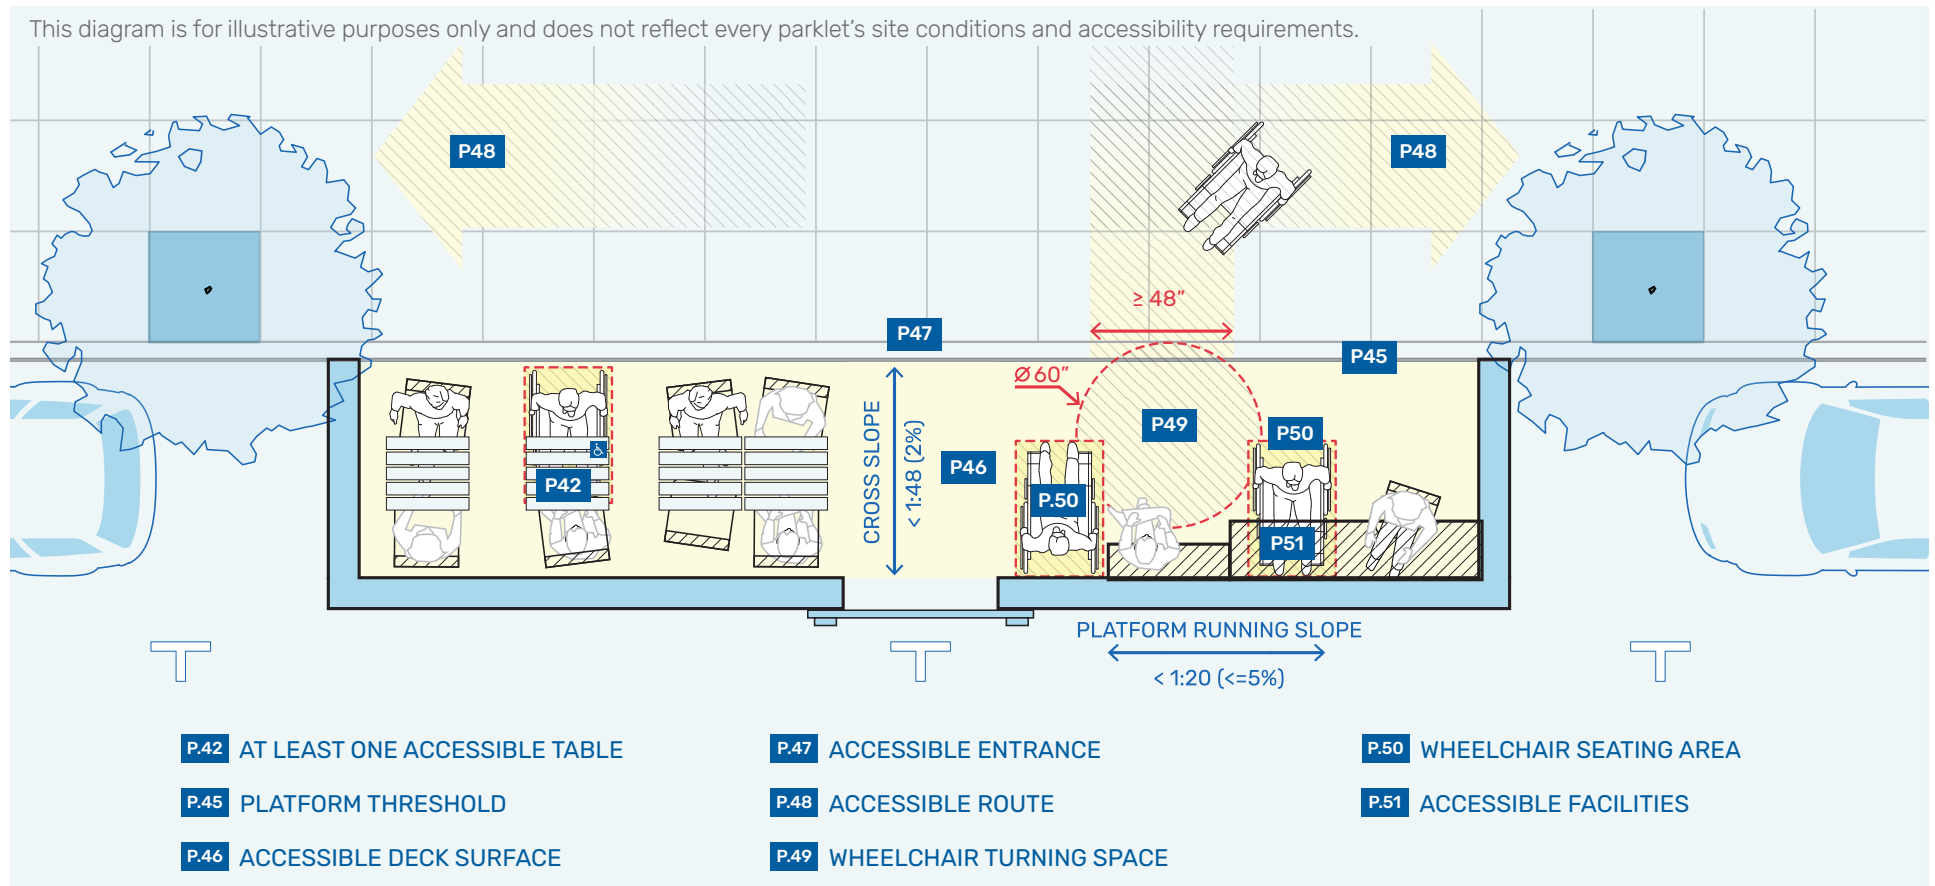 This diagram is for illustrative purposes only and does not reflect every parklet’s site conditions and accessibility requirements.
P48
P48
≥ 48”
P47
P45
Ø 60”
P49
P50
CROSS SLOPE
< 1:48 (2%)
P46
P42
P.50
P51
PLATFORM RUNNING SLOPE
< 1:20 (<=5%)
T
T
T
P.42 AT LEAST ONE ACCESSIBLE TABLE
P.45 PLATFORM THRESHOLD
P.46 ACCESSIBLE DECK SURFACE
P.47 ACCESSIBLE ENTRANCE
P.48 ACCESSIBLE ROUTE
P.49 WHEELCHAIR TURNING SPACE
P.50 WHEELCHAIR SEATING AREA
P.51 ACCESSIBLE FACILITIES